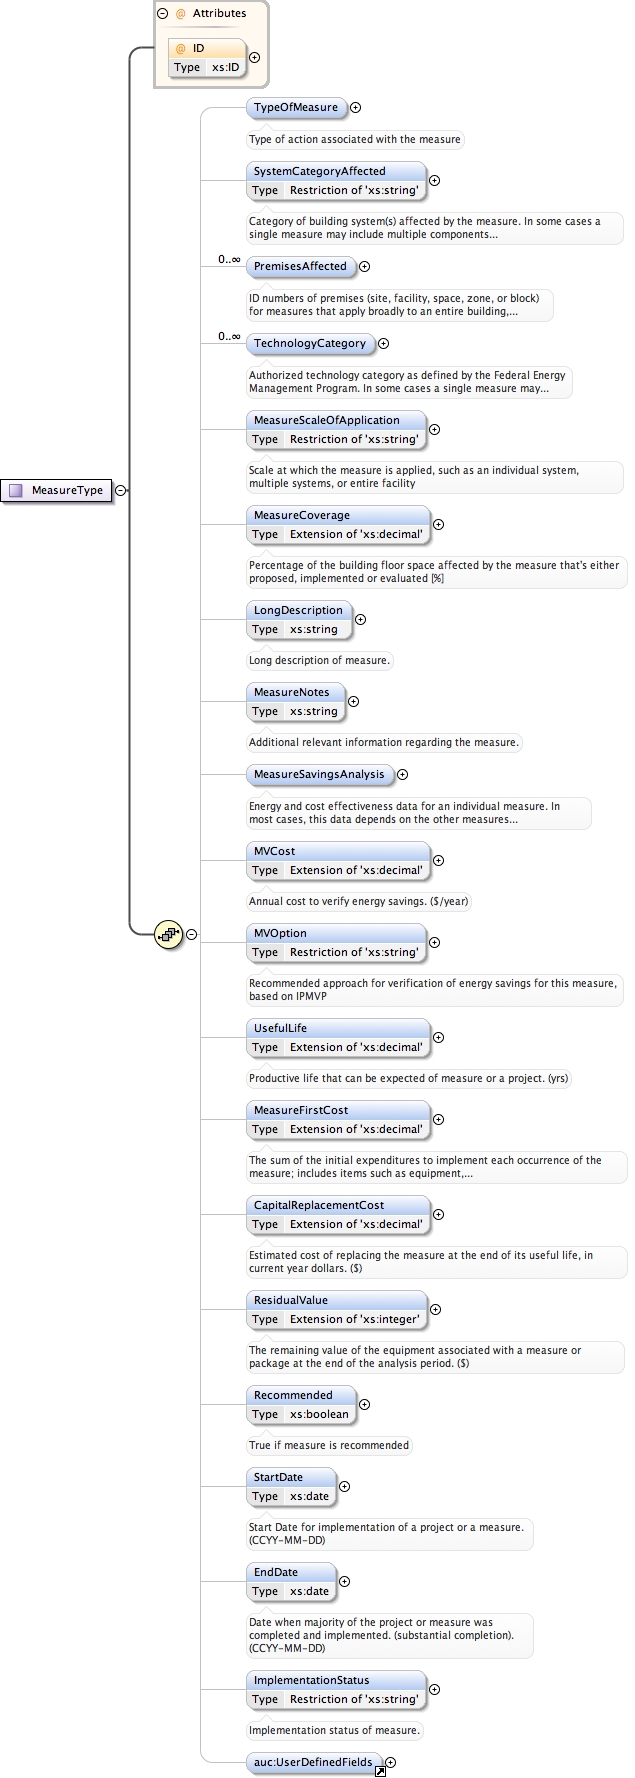 Attributes
@ ID
Type xs:ID
TypeOfMeasure
Type of action associated with the measure
SystemCategoryAffected
Type Restriction of 'xs:string'
Category of building system(s) affected by the measure. In some cases a
single measure may include multiple components...
0..∞
PremisesAffected
ID numbers of premises (site, facility, space, zone, or block)
for measures that apply broadly to an entire building,...
0..∞
TechnologyCategory
Authorized technology category as defined by the Federal Energy
Management Program. In some cases a single measure may...
MeasureScaleOfApplication
Type Restriction of 'xs:string'
Scale at which the measure is applied, such as an individual system,
multiple systems, or entire facility
MeasureType
MeasureCoverage
Type Extension of 'xs:decimal'
Percentage of the building floor space affected by the measure that's either
proposed, implemented or evaluated [%]
LongDescription
Type xs:string
Long description of measure.
MeasureNotes
Type xs:string
Additional relevant information regarding the measure.
MeasureSavingsAnalysis
Energy and cost effectiveness data for an individual measure. In
most cases, this data depends on the other measures...
MVCost
Type Extension of 'xs:decimal'
Annual cost to verify energy savings. ($/year)
MVOption
Type Restriction of 'xs:string'
Recommended approach for verification of energy savings for this measure,
based on IPMVP
UsefulLife
Type Extension of 'xs:decimal'
Productive life that can be expected of measure or a project. (yrs)
MeasureFirstCost
Type Extension of 'xs:decimal'
The sum of the initial expenditures to implement each occurrence of the
measure; includes items such as equipment,...
CapitalReplacementCost
Type Extension of 'xs:decimal'
Estimated cost of replacing the measure at the end of its useful life, in
current year dollars. ($)
ResidualValue
Type Extension of 'xs:integer'
The remaining value of the equipment associated with a measure or
package at the end of the analysis period. ($)
Recommended
Type xs:boolean
True if measure is recommended
StartDate
Type xs:date
Start Date for implementation of a project or a measure.
(CCYY-MM-DD)
EndDate
Type xs:date
Date when majority of the project or measure was
completed and implemented. (substantial completion).
(CCYY-MM-DD)
ImplementationStatus
Type Restriction of 'xs:string'
Implementation status of measure.
auc:UserDefinedFields